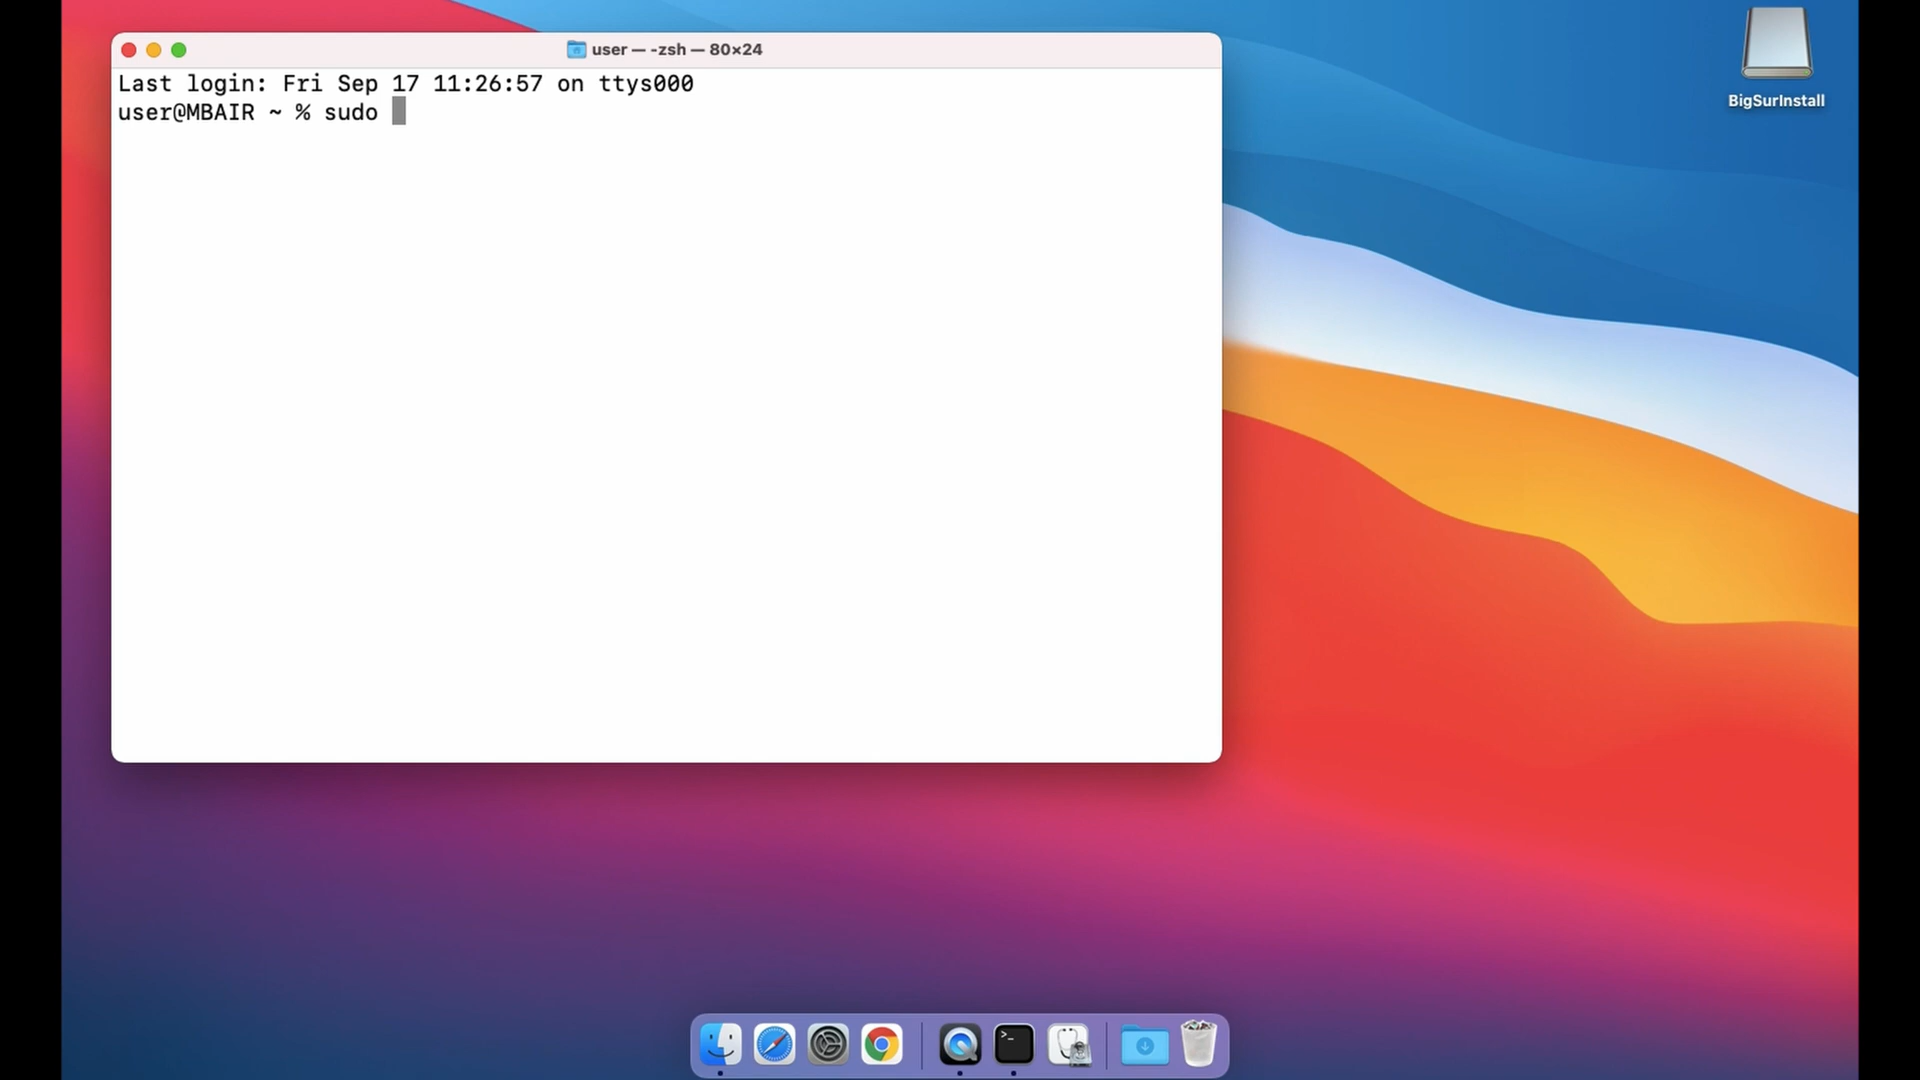 user — -zsh — 80×24
Last login: Fri Sep 17 11:26:57 on ttys000
user@MBAIR ~ % sudo
BigSurInstall
>_